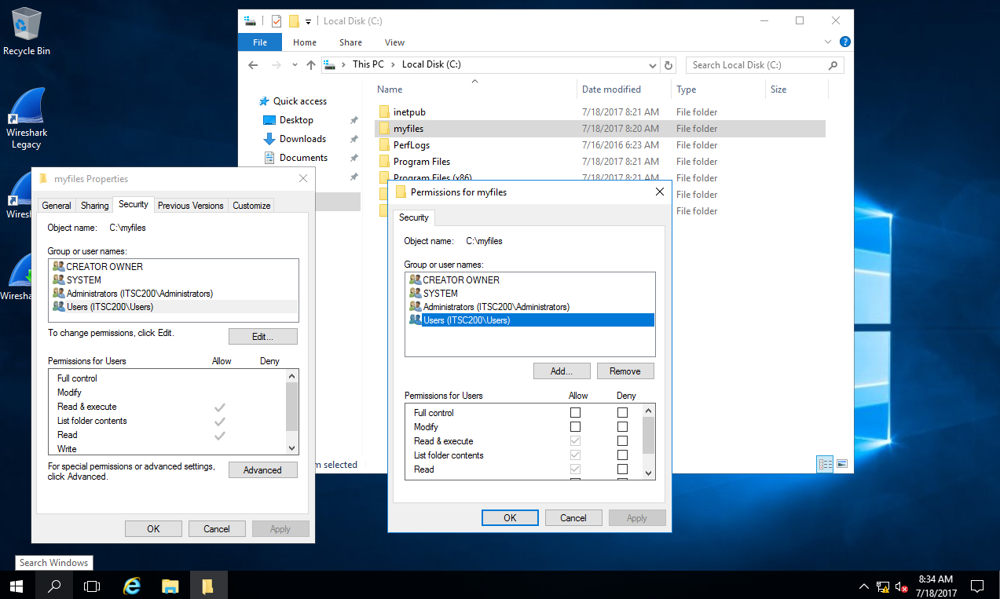 Recycle Bin
Wireshark
Legacy
Local Disk (C:)
File Home Share View
This PC Local Disk (C:)
Search Local Disk (C:)
Name Date modified Type Size
Quick access
Desktop
Downloads
Documents
inetpub 7/18/2017 8:21 AM File folder
myfiles 7/18/2017 8:20 AM File folder
PerfLogs 7/16/2016 6:23 AM File folder
Program Files 7/18/2017 8:21 AM File folder
Program Files (x86) 7/18/2017 8:21 AM File folder
File folder
File folder
selected
myfiles Properties
General Sharing Security Previous Versions Customize
Object name: C:\myfiles
Group or user names:
CREATOR OWNER
SYSTEM
Administrators (ITSC200\Administrators)
Users (ITSC200\Users)
To change permissions, click Edit.
Edit...
Permissions for Users Allow Deny
Full control
Modify
Read & execute
List folder contents
Read
Write
For special permissions or advanced settings,
click Advanced.
Advanced
OK Cancel Apply
Permissions for myfiles
Security
Object name: C:\myfiles
Group or user names:
CREATOR OWNER
SYSTEM
Administrators (ITSC200\Administrators)
Users (ITSC200\Users)
Add... Remove
Permissions for Users Allow Deny
Full control
Modify
Read & execute
List folder contents
Read
OK Cancel Apply
Search Windows
8:34 AM
7/18/2017